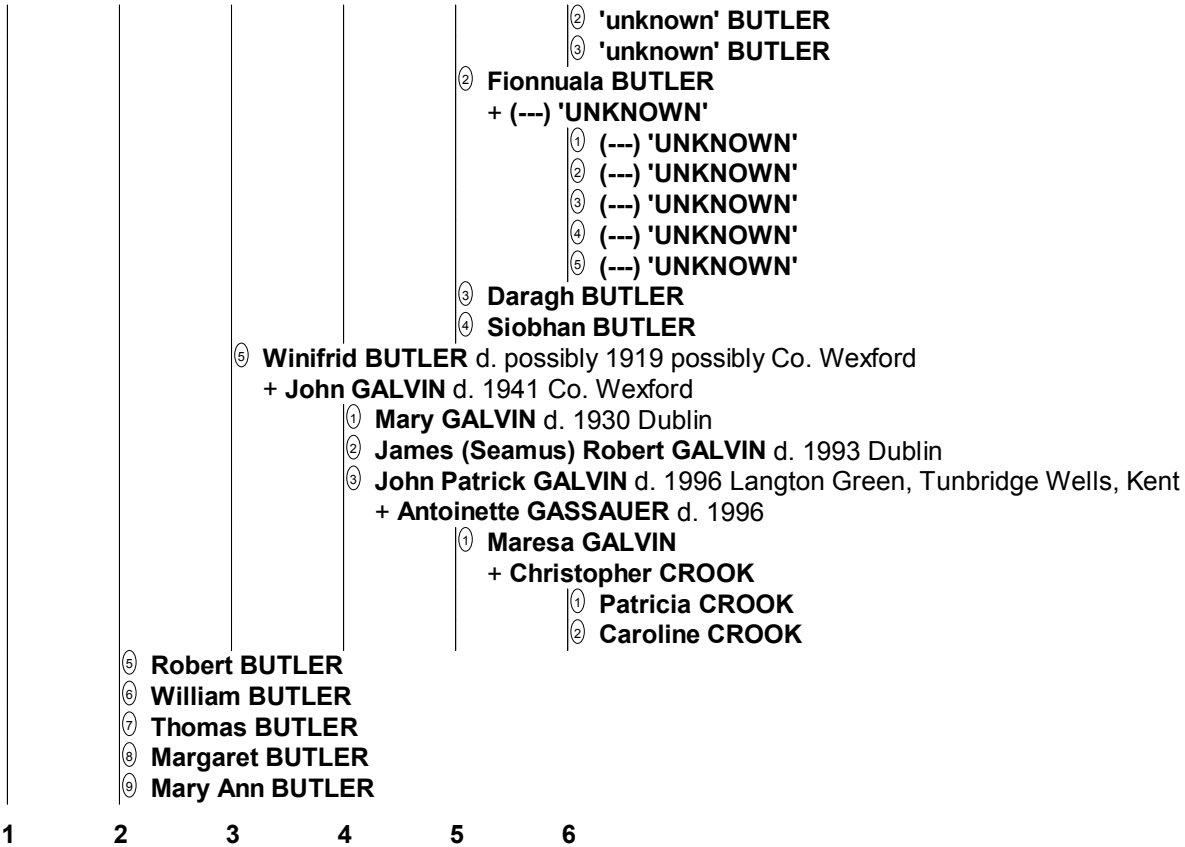 ② 'unknown' BUTLER
③ 'unknown' BUTLER
② Fionnuala BUTLER
+ (---) 'UNKNOWN'
① (---) 'UNKNOWN'
② (---) 'UNKNOWN'
③ (---) 'UNKNOWN'
④ (---) 'UNKNOWN'
⑤ (---) 'UNKNOWN'
③ Daragh BUTLER
④ Siobhan BUTLER
⑤ Winifrid BUTLER d. possibly 1919 possibly Co. Wexford
+ John GALVIN d. 1941 Co. Wexford
① Mary GALVIN d. 1930 Dublin
② James (Seamus) Robert GALVIN d. 1993 Dublin
③ John Patrick GALVIN d. 1996 Langton Green, Tunbridge Wells, Kent
+ Antoinette GASSAUER d. 1996
① Maresa GALVIN
+ Christopher CROOK
① Patricia CROOK
② Caroline CROOK
⑤ Robert BUTLER
⑥ William BUTLER
⑦ Thomas BUTLER
⑧ Margaret BUTLER
⑨ Mary Ann BUTLER
1 2 3 4 5 6